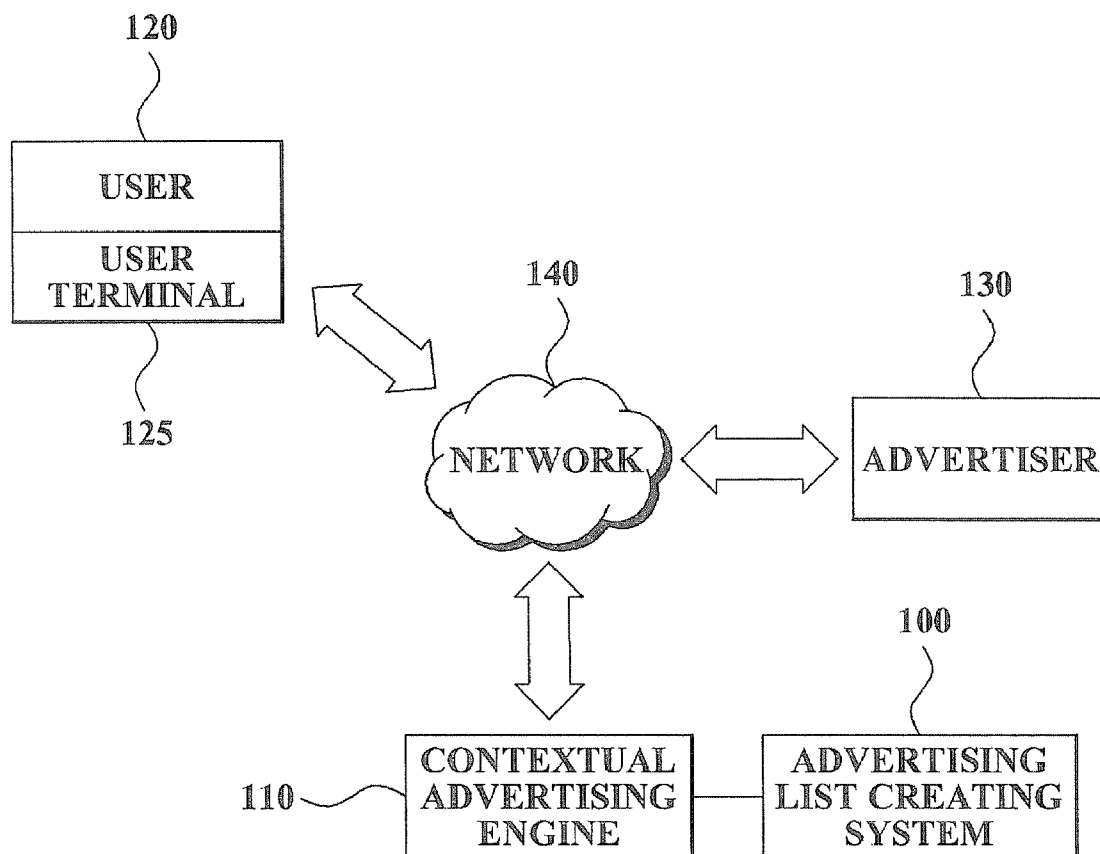 120
USER
USER
TERMINAL
125
140
NETWORK
130
ADVERTISER
110
CONTEXTUAL
ADVERTISING
ENGINE
100
ADVERTISING
LIST CREATING
SYSTEM